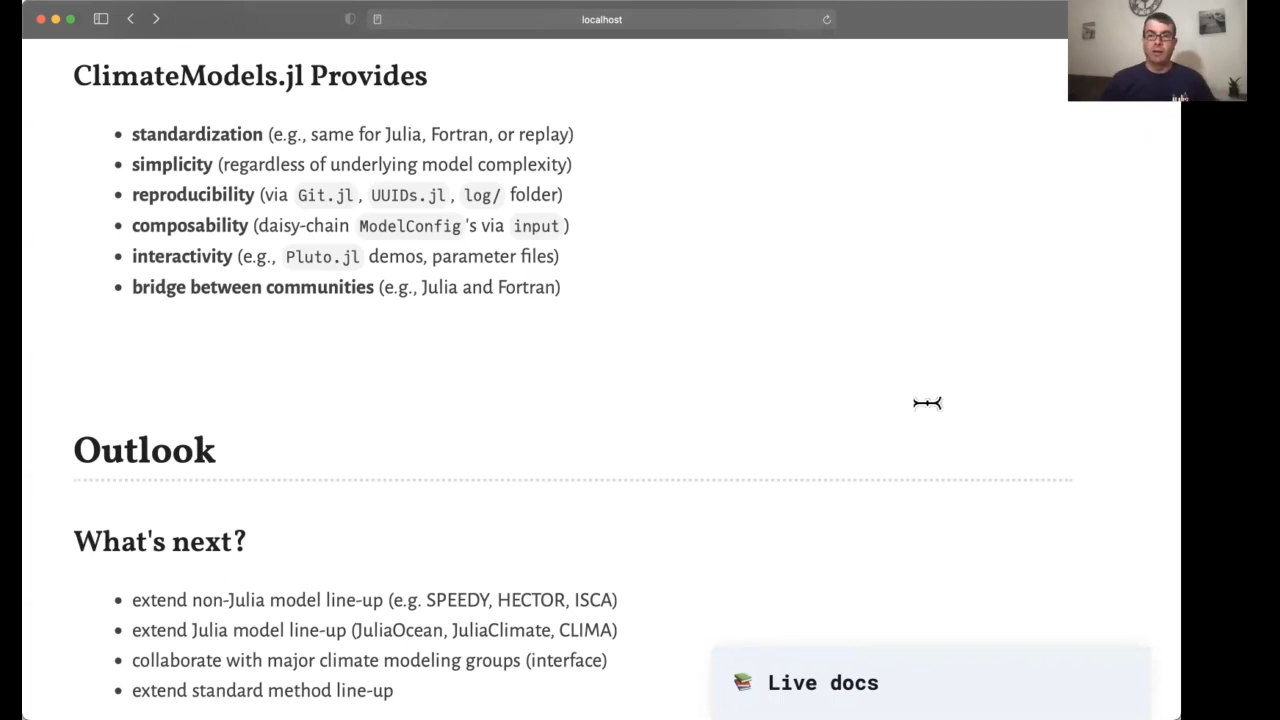 localhost
ClimateModels.jl Provides
• standardization (e.g., same for Julia, Fortran, or replay)
• simplicity (regardless of underlying model complexity)
• reproducibility (via Git.jl, UUIDs.jl, log/ folder)
• composability (daisy-chain ModelConfig's via input)
• interactivity (e.g., Pluto.jl demos, parameter files)
• bridge between communities (e.g., Julia and Fortran)
Outlook
What's next?
• extend non-Julia model line-up (e.g. SPEEDY, HECTOR, ISCA)
• extend Julia model line-up (JuliaOcean, JuliaClimate, CLIMA)
• collaborate with major climate modeling groups (interface)
• extend standard method line-up
Live docs